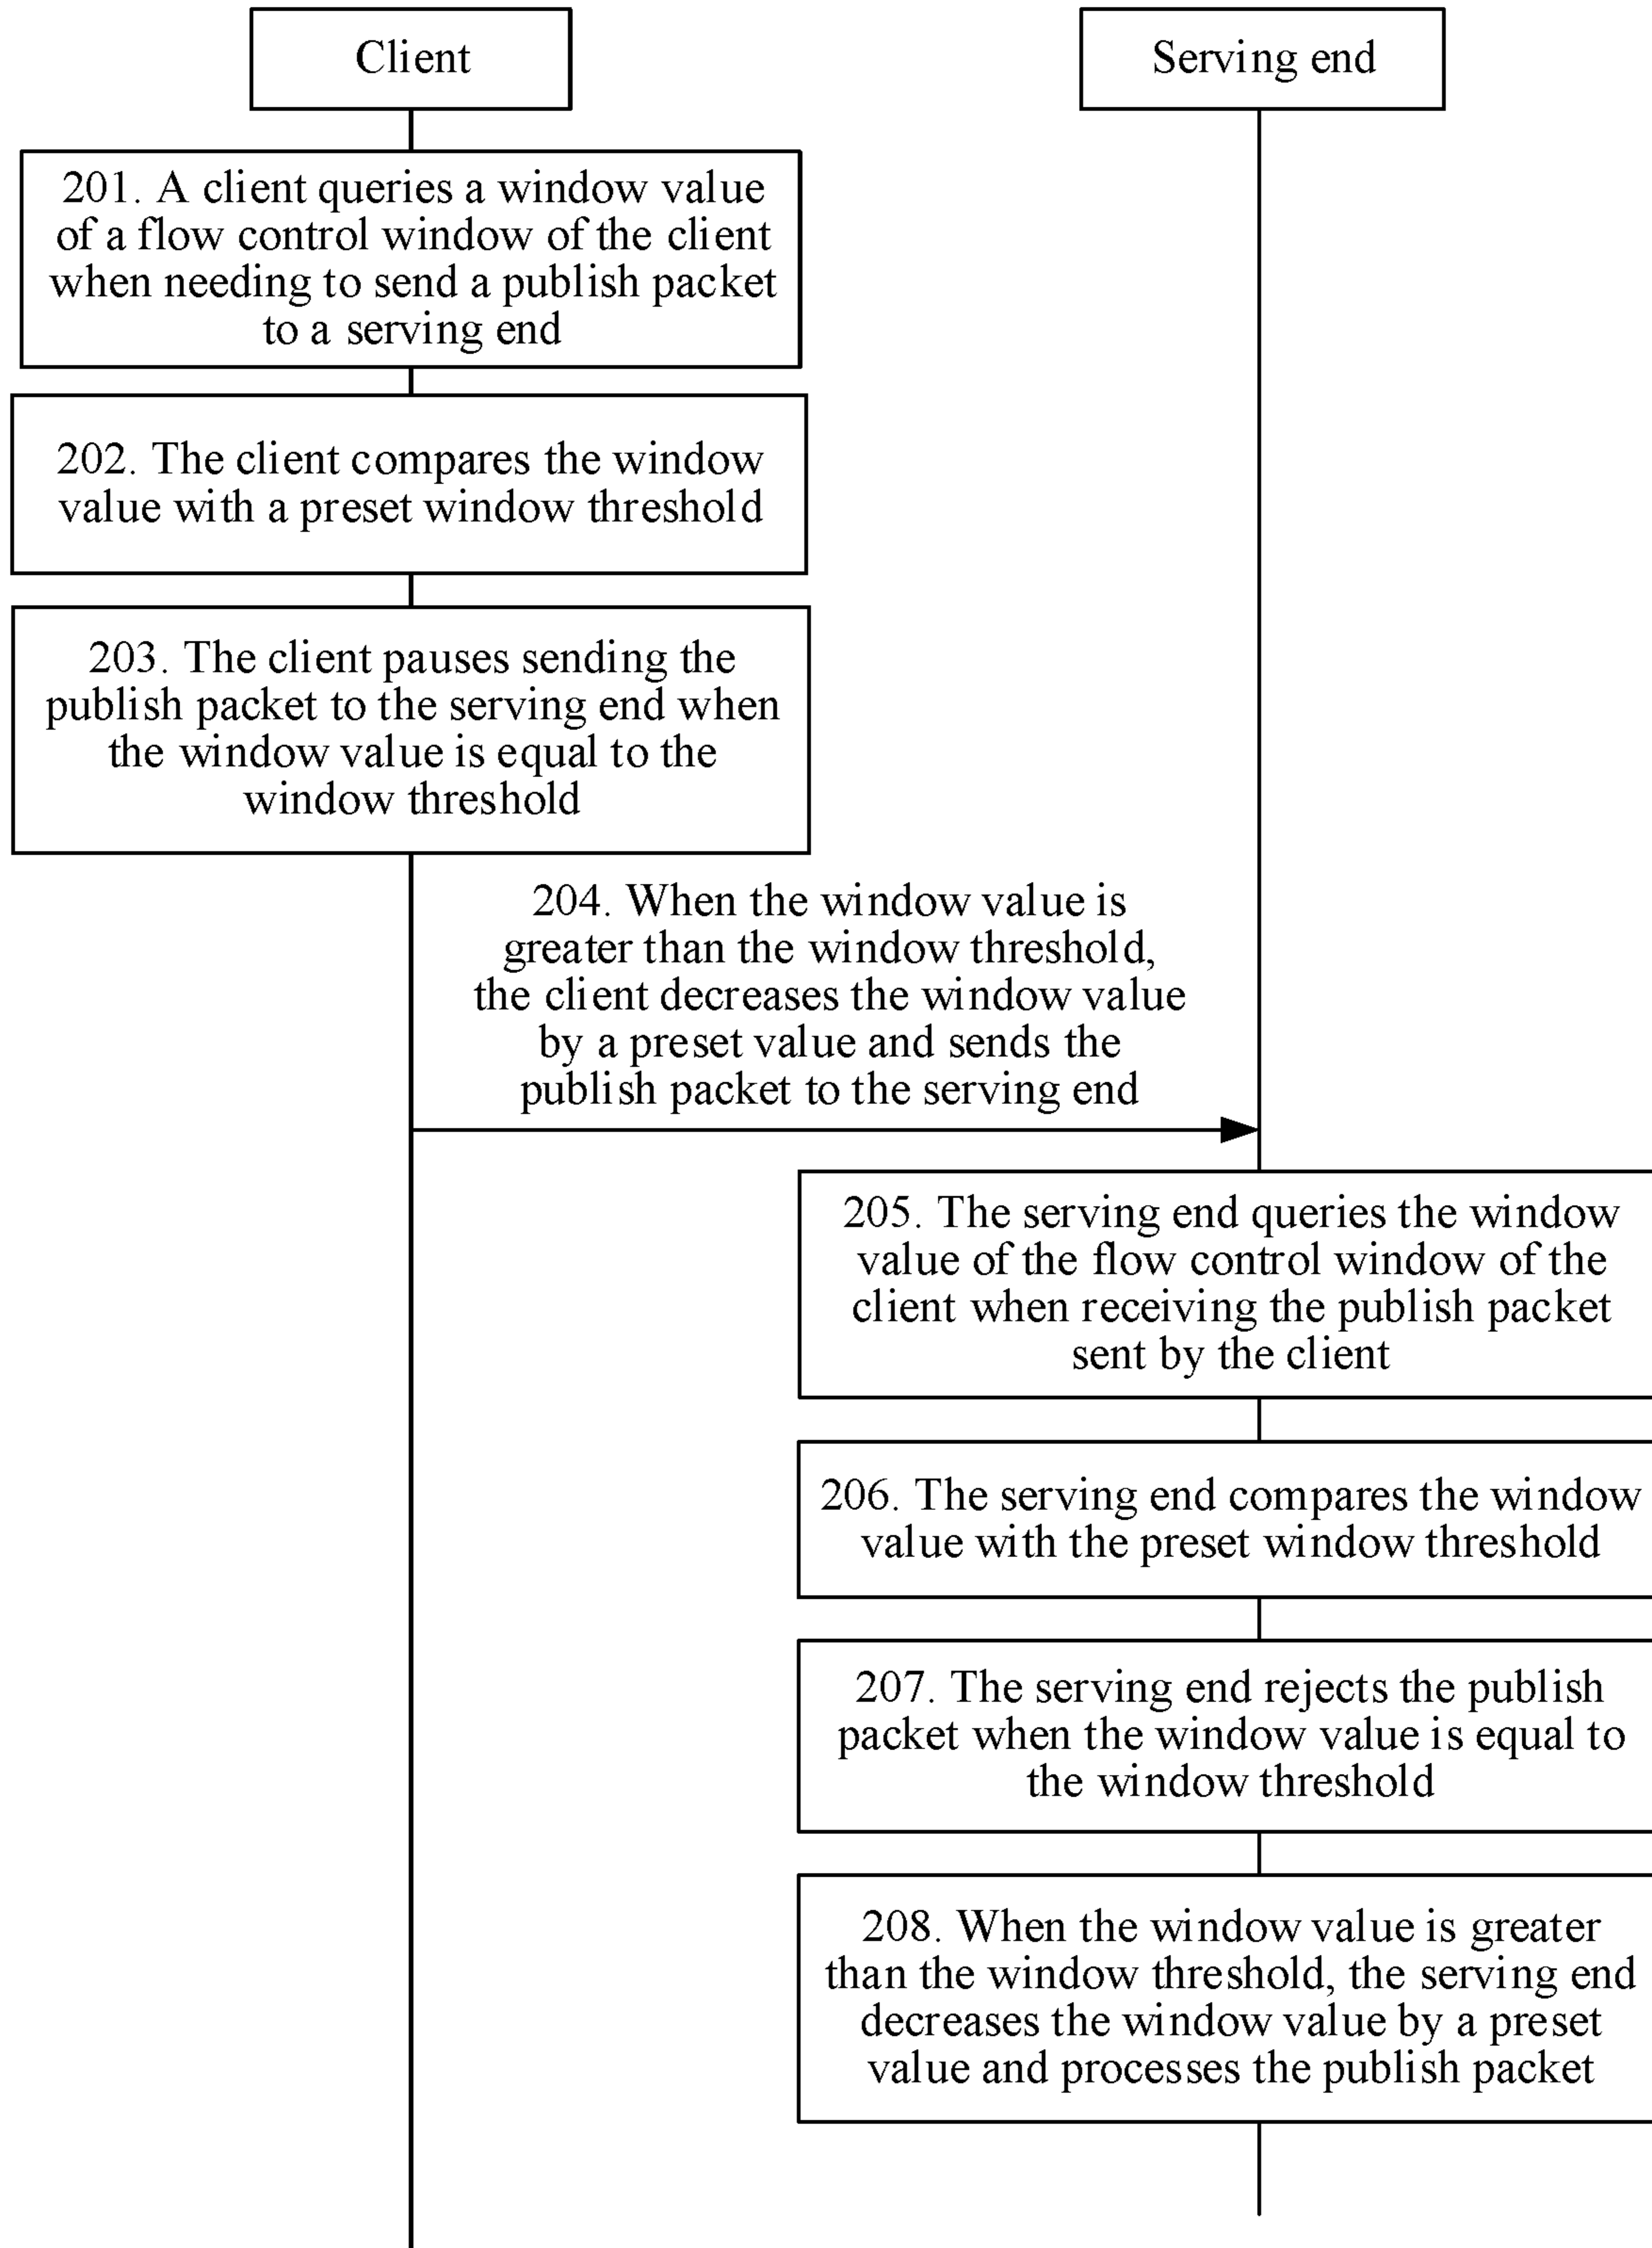 Client
Serving end
201. A client queries a window value
of a flow control window of the client
when needing to send a publish packet
to a serving end
202. The client compares the window
value with a preset window threshold
203. The client pauses sending the
publish packet to the serving end when
the window value is equal to the
window threshold
204. When the window value is
greater than the window threshold,
the client decreases the window value
by a preset value and sends the
publish packet to the serving end
205. The serving end queries the window
value of the flow control window of the
client when receiving the publish packet
sent by the client
206. The serving end compares the window
value with the preset window threshold
207. The serving end rejects the publish
packet when the window value is equal to
the window threshold
208. When the window value is greater
than the window threshold, the serving end
decreases the window value by a preset
value and processes the publish packet